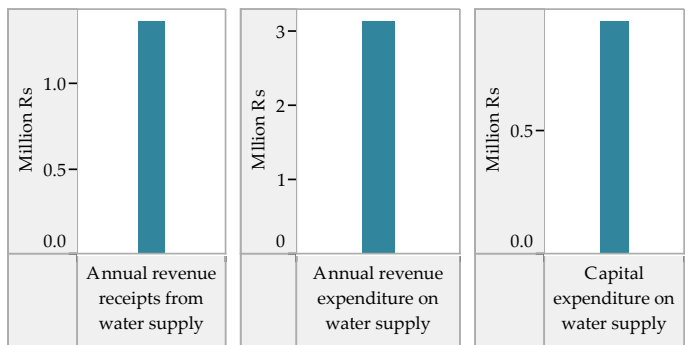 Million Rs
1.0
0.5
0.0
Annual revenue
receipts from
water supply
Mllion Rs
3
2
1
0
Annual revenue
expenditure on
water supply
Million Rs
0.5
0.0
Capital
expenditure on
water supply